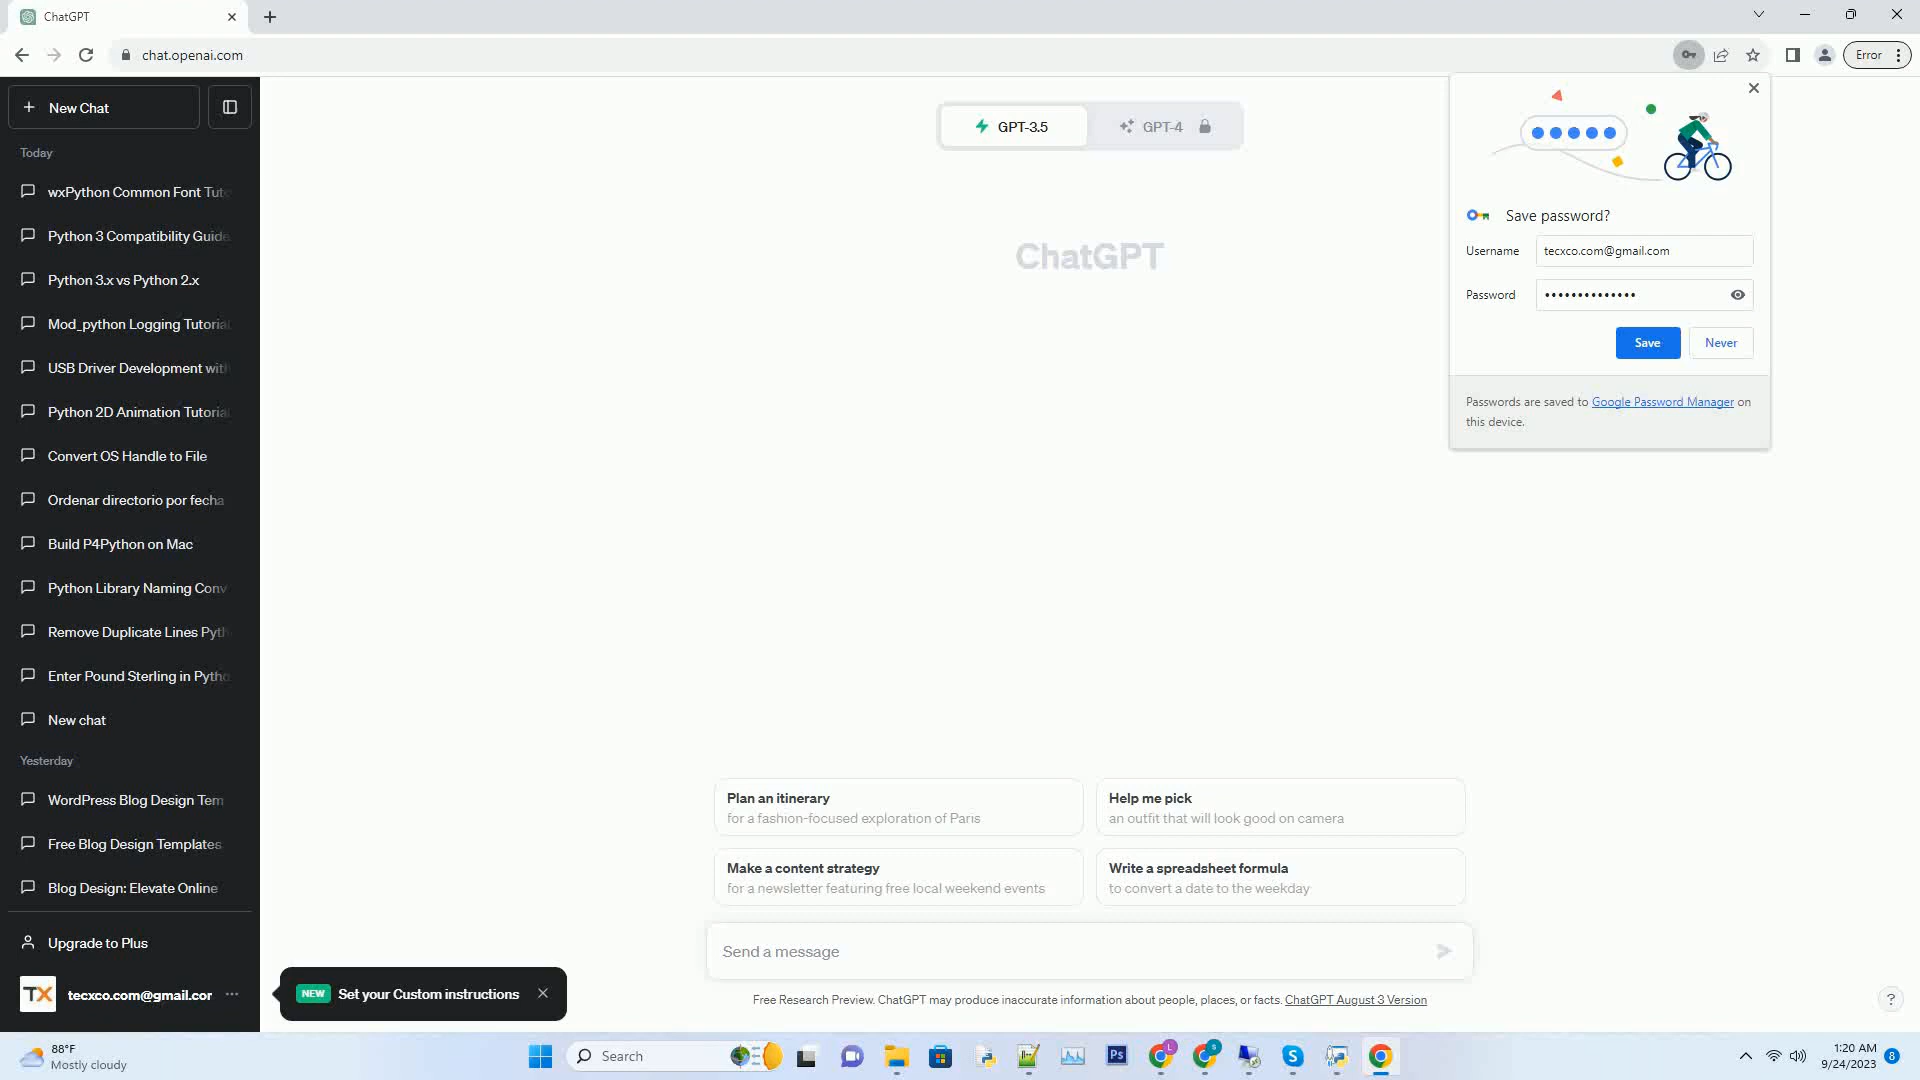 ChatGPT
chat.openai.com
Error
New Chat
Today
wxPython Common Font Tuto
Python 3 Compatibility Guide
Python 3.x vs Python 2.x
Mod_python Logging Tutorial
USB Driver Development with
Python 2D Animation Tutorial
Convert OS Handle to File
Ordenar directorio por fecha
Build P4Python on Mac
Python Library Naming Conv
Remove Duplicate Lines Pyth
Enter Pound Sterling in Pytho
New chat
Yesterday
WordPress Blog Design Tem
Free Blog Design Templates
Blog Design: Elevate Online
Upgrade to Plus
TX
tecxco.com@gmail.cor
GPT-3.5
GPT-4
ChatGPT
Save password?
Username
tecxco.com@gmail.com
Password
Save
Never
Passwords are saved to Google Password Manager on
this device.
Plan an itinerary
for a fashion-focused exploration of Paris
Help me pick
an outfit that will look good on camera
Make a content strategy
for a newsletter featuring free local weekend events
Write a spreadsheet formula
to convert a date to the weekday
Send a message
NEW Set your Custom instructions
Free Research Preview. ChatGPT may produce inaccurate information about people, places, or facts. ChatGPT August 3 Version
?
88°F
Mostly cloudy
Search
Ps
L
S
1:20 AM
9/24/2023
8